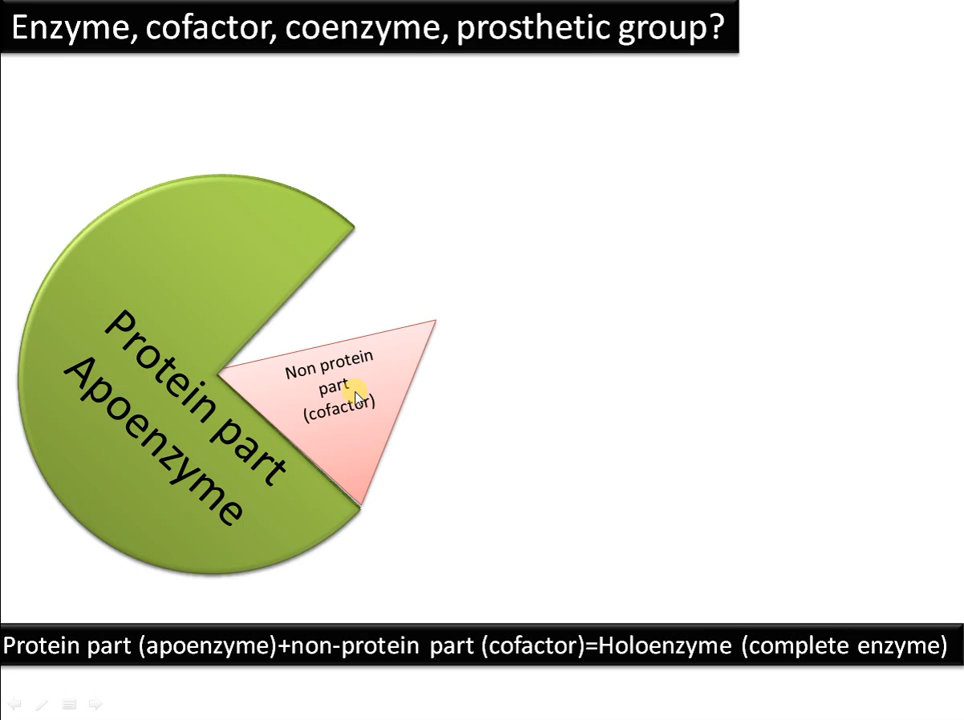 Enzyme, cofactor, coenzyme, prosthetic group?
Protein part
Apoenzyme
Non protein
part
(cofactor)
Protein part (apoenzyme)+non-protein part (cofactor)=Holoenzyme (complete enzyme)